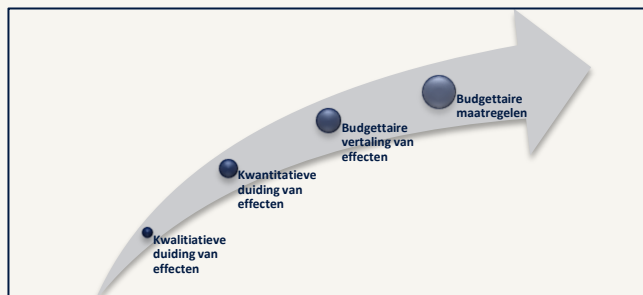 Kwalitiatieve
duiding van
effecten
Kwantitatieve
duiding van
effecten
Budgettaire
vertaling van
effecten
Budgettaire
maatregelen